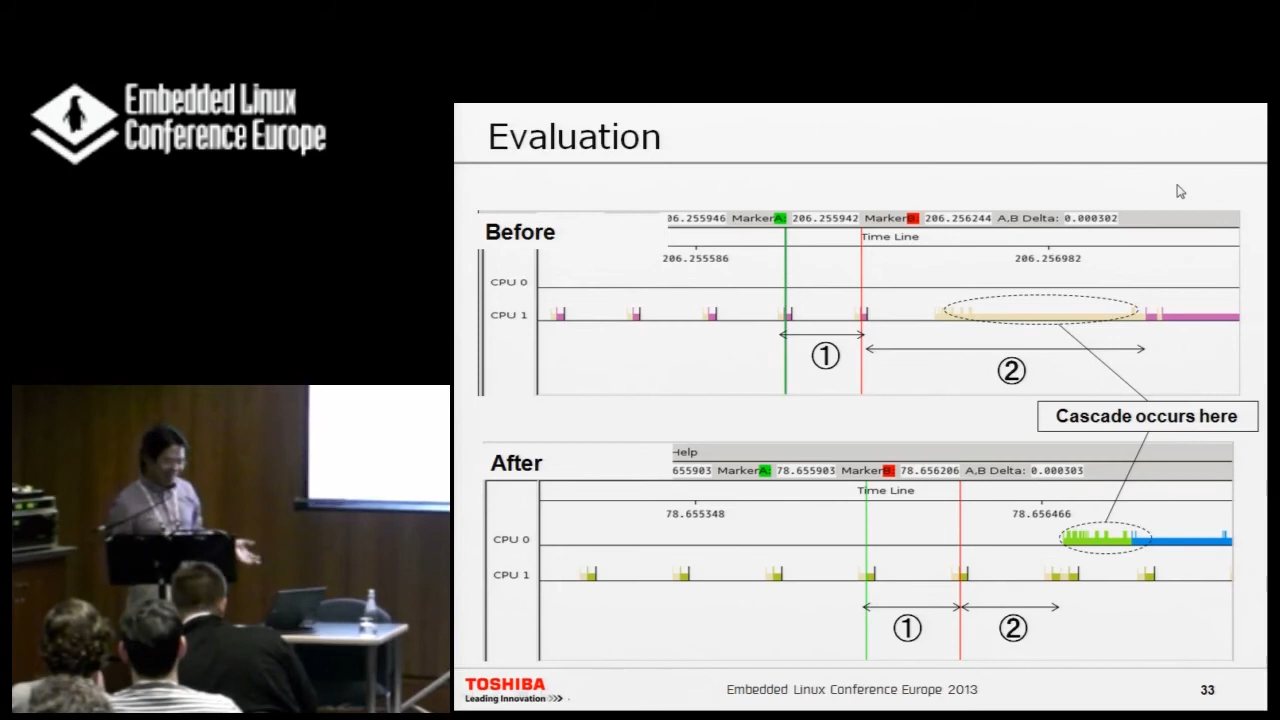 Embedded Linux
Conference Europe
Evaluation
Before
06.255946 MarkerA: 206.255942 MarkerB: 206.256244 A,B Delta: 0.000302
Time Line
206.255586 206.256982
CPU 0
CPU 1
① ②
Cascade occurs here
After
Help
655903 MarkerA: 78.655903 MarkerB: 78.656206 A,B Delta: 0.000303
Time Line
78.655348 78.656466
CPU 0
CPU 1
① ②
TOSHIBA
Leading Innovation >>>
Embedded Linux Conference Europe 2013
33